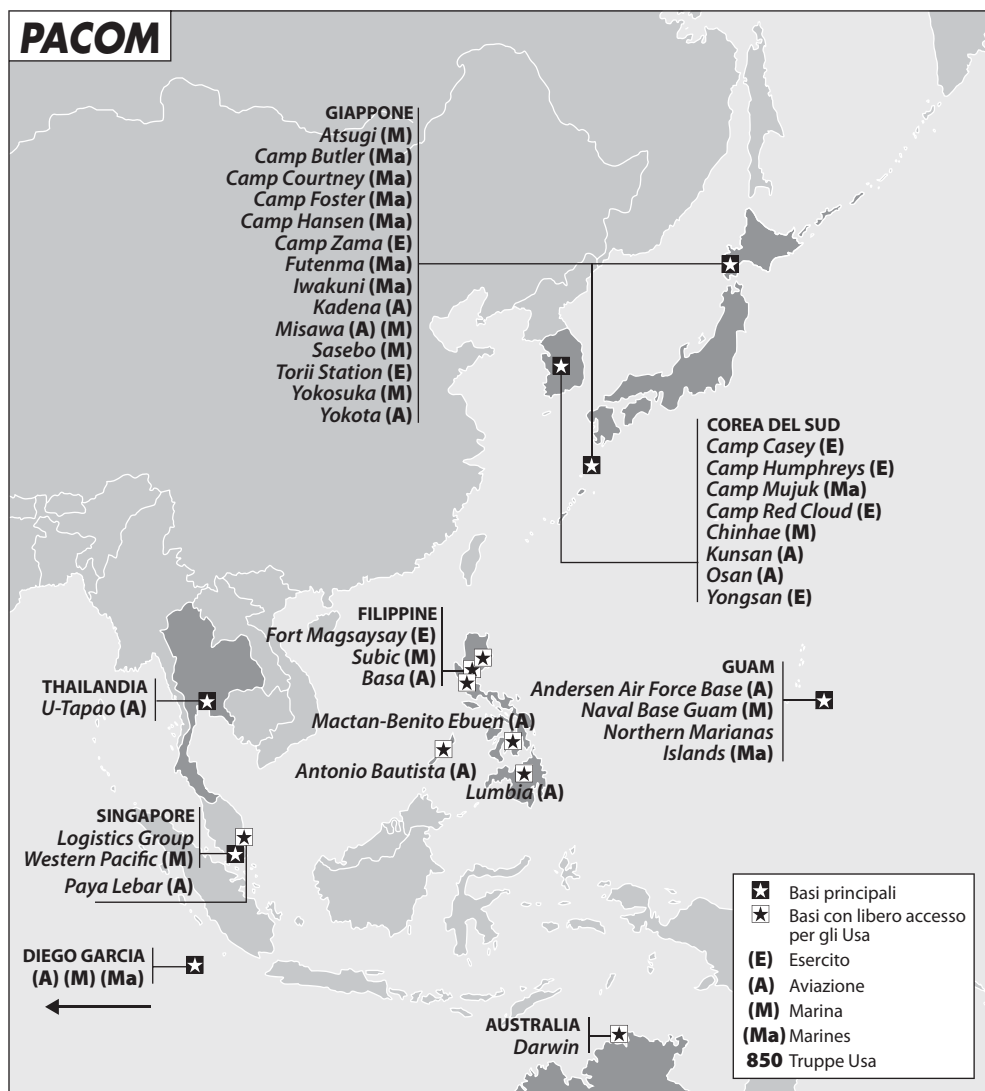 PACOM
GIAPPONE
Atsugi (M)
Camp Butler (Ma)
Camp Courtney (Ma)
Camp Foster (Ma)
Camp Hansen (Ma)
Camp Zama (E)
Futenma (Ma)
Iwakuni (Ma)
Kadena (A)
Misawa (A) (M)
Sasebo (M)
Torii Station (E)
Yokosuka (M)
Yokota (A)
COREA DEL SUD
Camp Casey (E)
Camp Humphreys (E)
Camp Mujuk (Ma)
Camp Red Cloud (E)
Chinhae (M)
Kunsan (A)
Osan (A)
Yongsan (E)
FILIPPINE
Fort Magsaysay (E)
Subic (M)
Basa (A)
Mactan-Benito Ebuen (A)
Antonio Bautista (A)
Lumbia (A)
GUAM
Andersen Air Force Base (A)
Naval Base Guam (M)
Northern Marianas
Islands (Ma)
THAILANDIA
U-Tapao (A)
SINGAPORE
Logistics Group
Western Pacific (M)
Paya Lebar (A)
DIEGO GARCIA
(A) (M) (Ma)
AUSTRALIA
Darwin
Basi principali
Basi con libero accesso
per gli Usa
(E) Esercito
(A) Aviazione
(M) Marina
(Ma) Marines
850 Truppe Usa